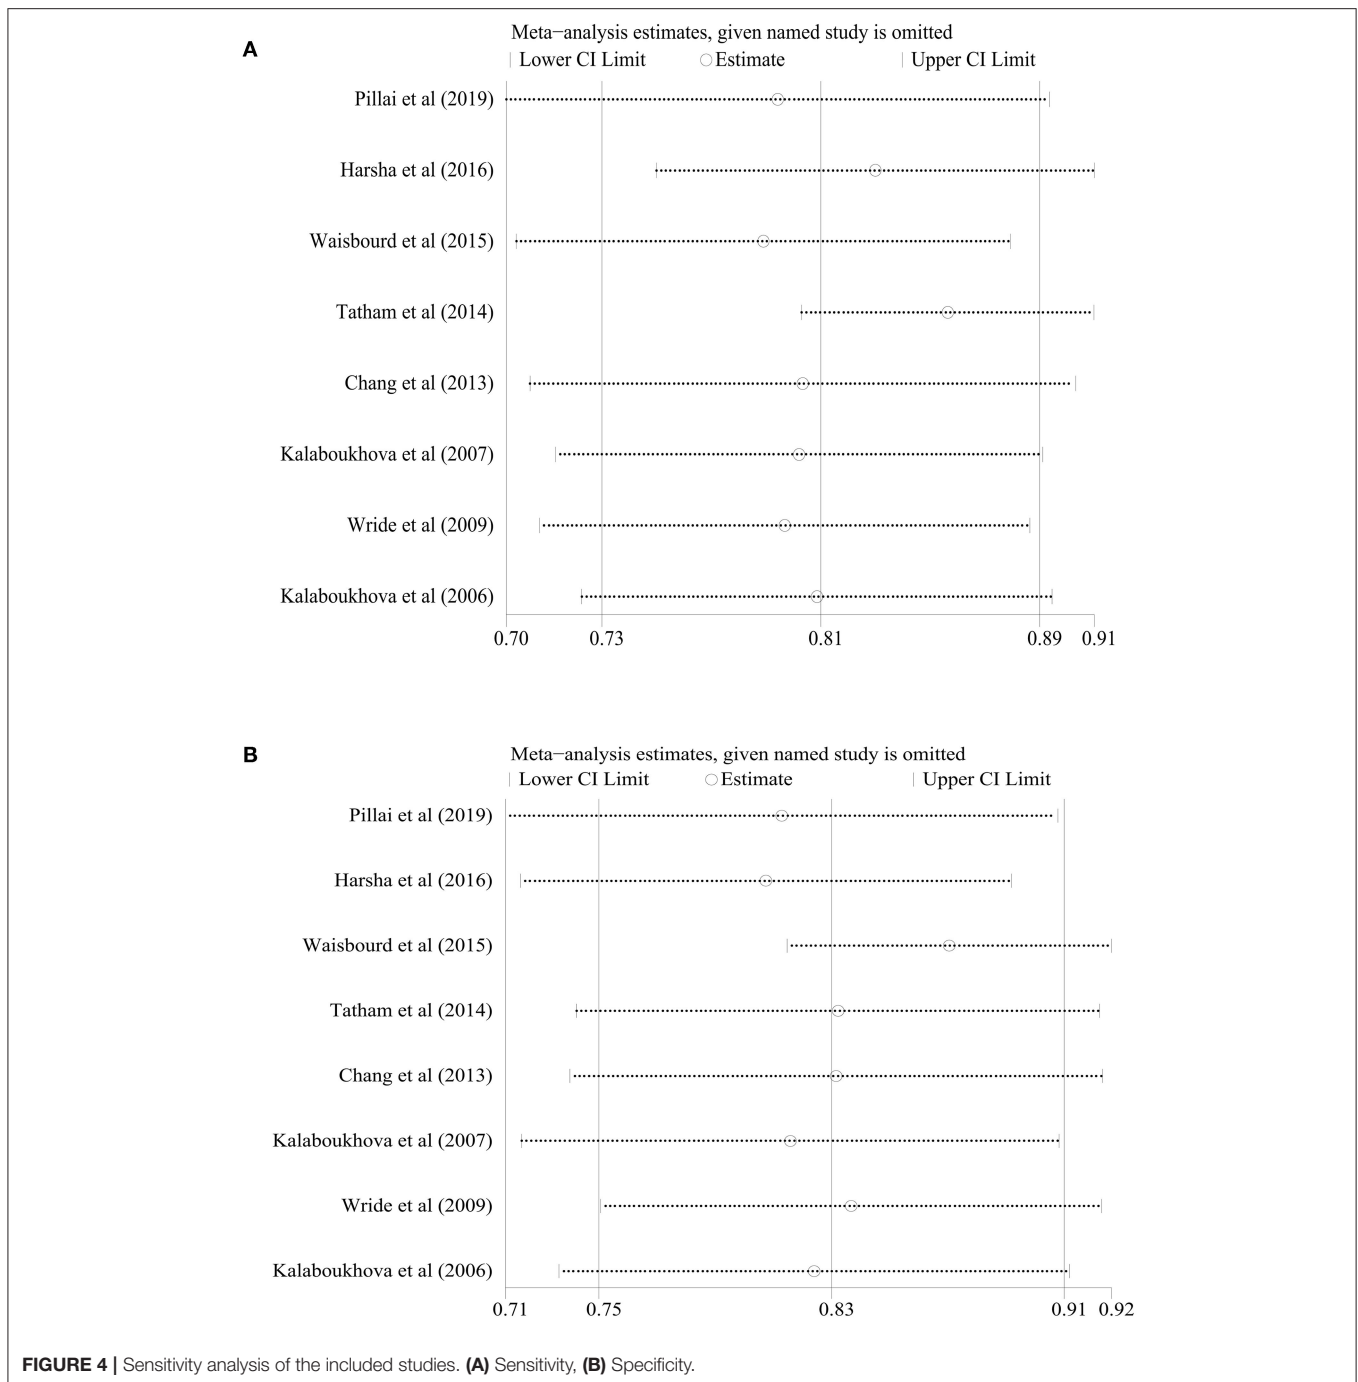 A
Meta−analysis estimates, given named study is omitted
Lower CI Limit Estimate Upper CI Limit
Pillai et al (2019)
Harsha et al (2016)
Waisbourd et al (2015)
Tatham et al (2014)
Chang et al (2013)
Kalaboukhova et al (2007)
Wride et al (2009)
Kalaboukhova et al (2006)
0.70 0.73 0.81 0.89 0.91
B
Meta−analysis estimates, given named study is omitted
Lower CI Limit Estimate Upper CI Limit
Pillai et al (2019)
Harsha et al (2016)
Waisbourd et al (2015)
Tatham et al (2014)
Chang et al (2013)
Kalaboukhova et al (2007)
Wride et al (2009)
Kalaboukhova et al (2006)
0.71 0.75 0.83 0.91 0.92
FIGURE 4 | Sensitivity analysis of the included studies. (A) Sensitivity, (B) Specificity.